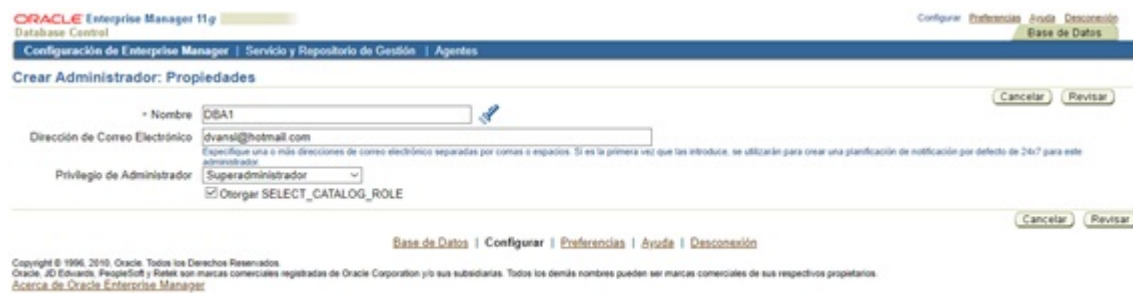 ORACLE Enterprise Manager 11g
Database Control
Configurar Preferencias Ayuda Desconexión
Base de Datos
Configuración de Enterprise Manager | Servicio y Repositorio de Gestión | Agentes
Crear Administrador: Propiedades
Cancelar Revisar
* Nombre DBA1
Dirección de Correo Electrónico dvansl@hotmail.com
Especifique una o más direcciones de correo electrónico separadas por comas o espacios. Si es la primera vez que las introduce, se utilizarán para crear una planificación de notificación por defecto de 24x7 para este
administrador.
Privilegio de Administrador Superadministrador
Otorgar SELECT_CATALOG_ROLE
Cancelar Revisar
Base de Datos | Configurar | Preferencias | Ayuda | Desconexión
Copyright © 1996, 2010, Oracle. Todos los Derechos Reservados.
Oracle, JD Edwards, PeopleSoft y Retek son marcas comerciales registradas de Oracle Corporation y/o sus subsidiarias. Todos los demás nombres pueden ser marcas comerciales de sus respectivos propietarios.
Acerca de Oracle Enterprise Manager